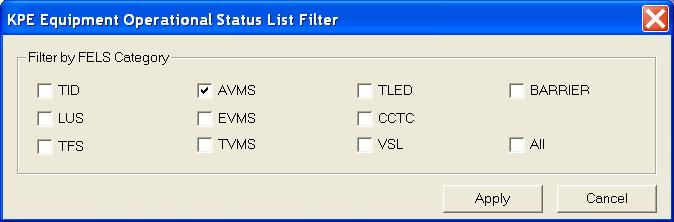 KPE Equipment Operational Status List Filter
Filter by FELS Category
TID AVMS TLED BARRIER
LUS EVMS CCTC
TFS TVMS VSL All
Apply Cancel